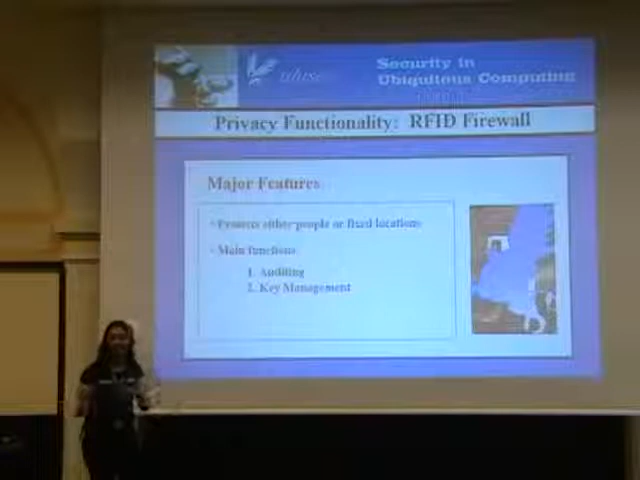 Security in
Ubiquitous Computing
Privacy Functionality: RFID Firewall
Major Features
Protects either people or fixed locations
Main functions
1. Auditing
2. Key Management